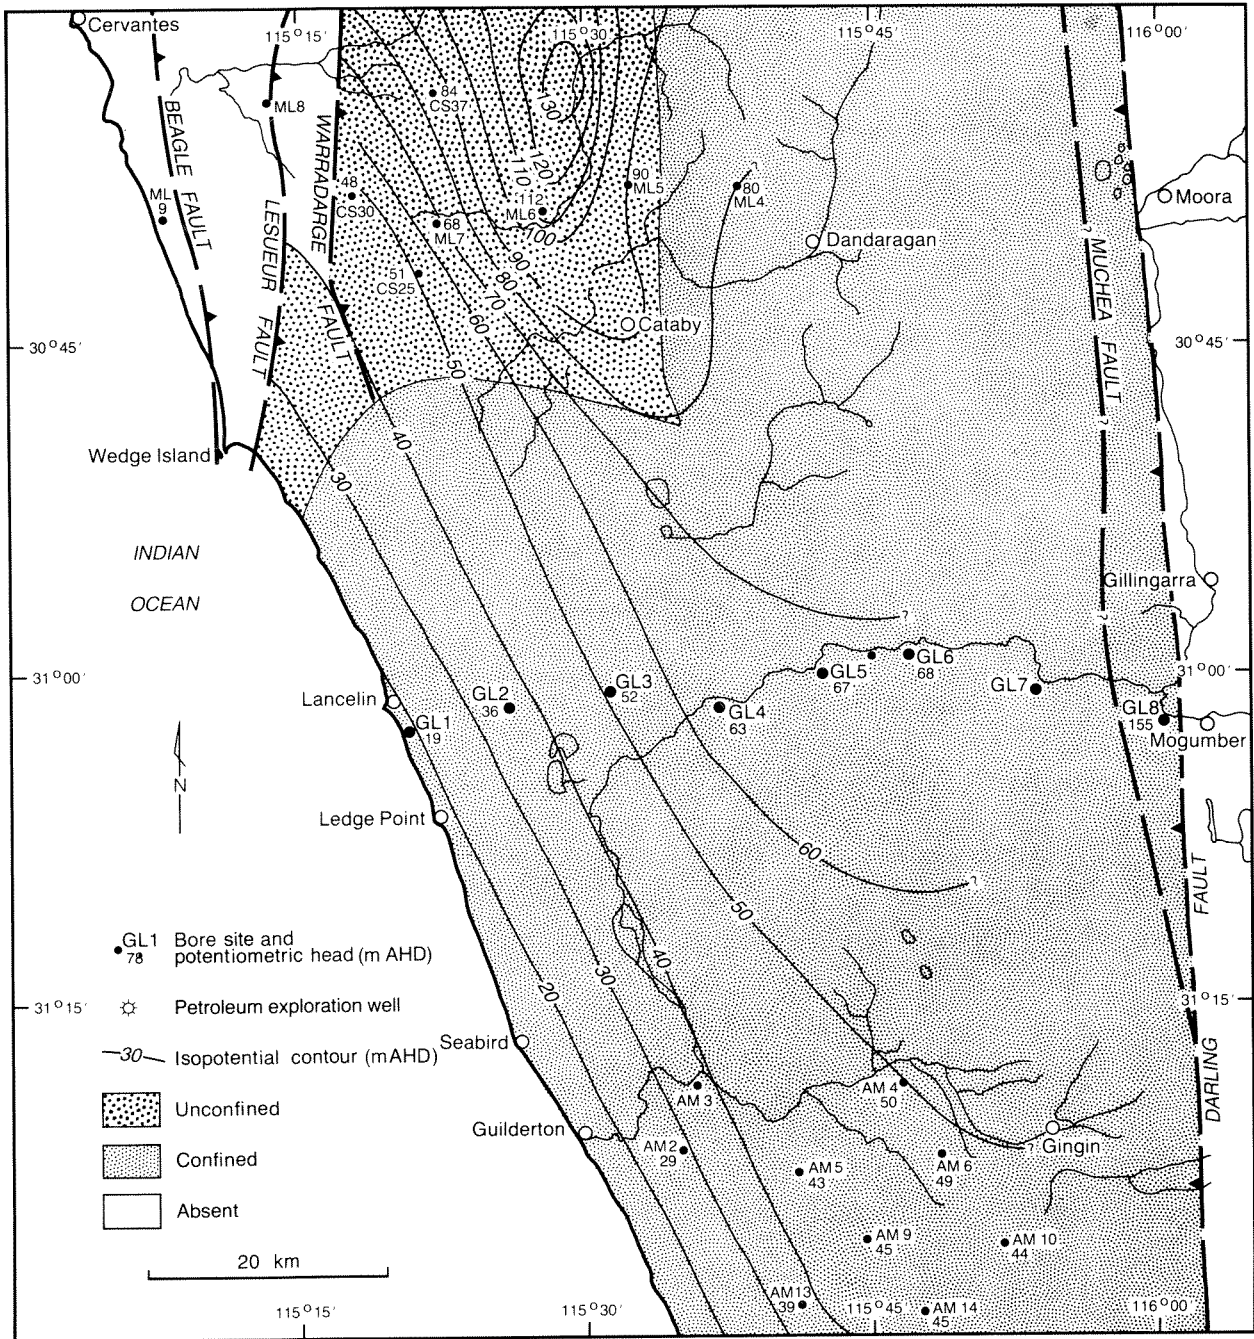 Cervantes
115°15'
115°30'
115°45'
116°00'
84
CS37
130
ML8
BEAGLE FAULT
WARRADARGE FAULT
LESUEUR FAULT
120
110
90
ML5
80
ML4
?
48
CS30
112
ML6
100
68
ML7
ML
9
Moora
Dandaragan
51
CS25
90
80
70
60
Cataby
? MUCHEA FAULT ?
30°45'
30°45'
50
40
30
Wedge Island
INDIAN
OCEAN
Gillingarra
?
?
31°00'
31°00'
Lancelin
GL1
19
GL2
36
GL3
52
GL4
63
GL5
67
GL6
68
GL7
GL8
155
Mogumber
N
Ledge Point
60
?
50
40
30
20
DARLING FAULT
GL1
78
Bore site and
potentiometric head (m AHD)
Petroleum exploration well
—30— Isopotential contour (mAHD)
Unconfined
Confined
Absent
20 km
31°15'
31°15'
Seabird
Guilderton
AM 3
AM 4
50
AM2
29
AM 5
43
AM 6
49
?
Gingin
AM 9
45
AM 10
44
AM13
39
AM 14
45
115°15'
115°30'
115°45'
116°00'